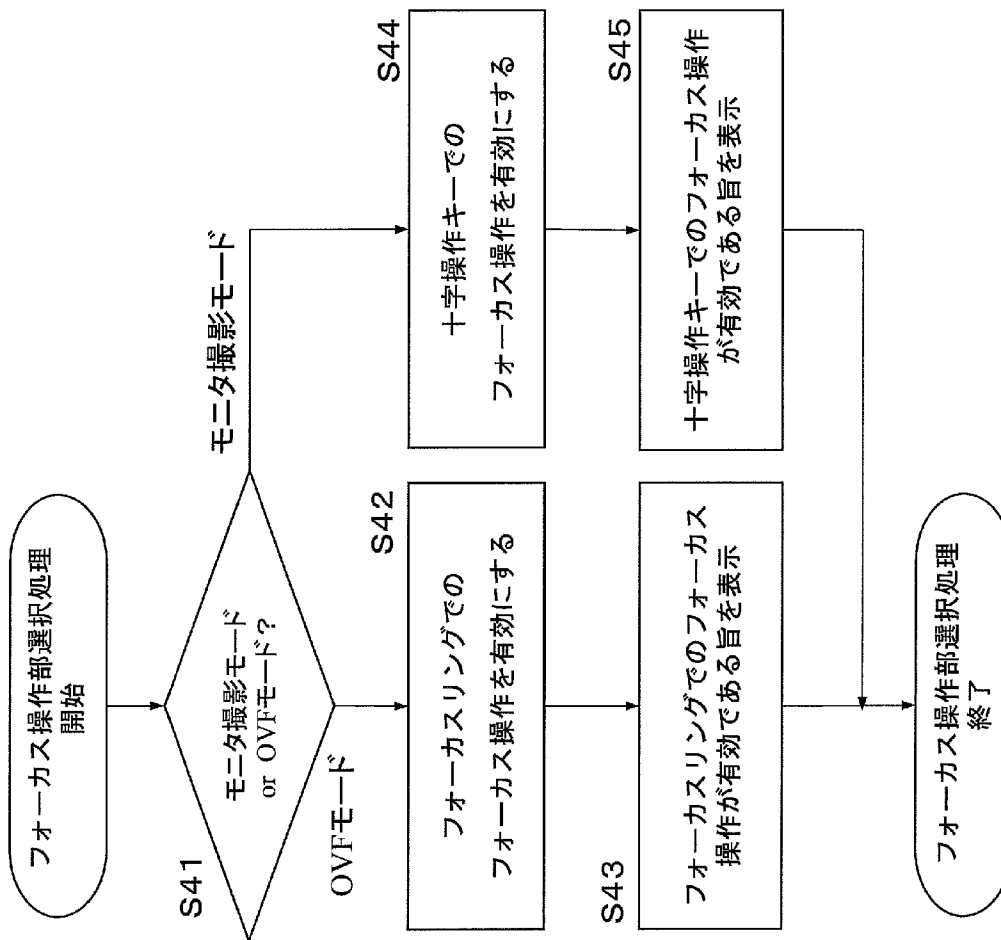 フォーカス操作部選択処理
開始
S41
モニタ撮影モード
or OVFモード?
モニタ撮影モード
OVFモード
S42
フォーカスリングでの
フォーカス操作を有効にする
S43
フォーカスリングでのフォーカス
操作が有効である旨を表示
S44
十字操作キーでの
フォーカス操作を有効にする
S45
十字操作キーでのフォーカス操作
が有効である旨を表示
フォーカス操作部選択処理
終了